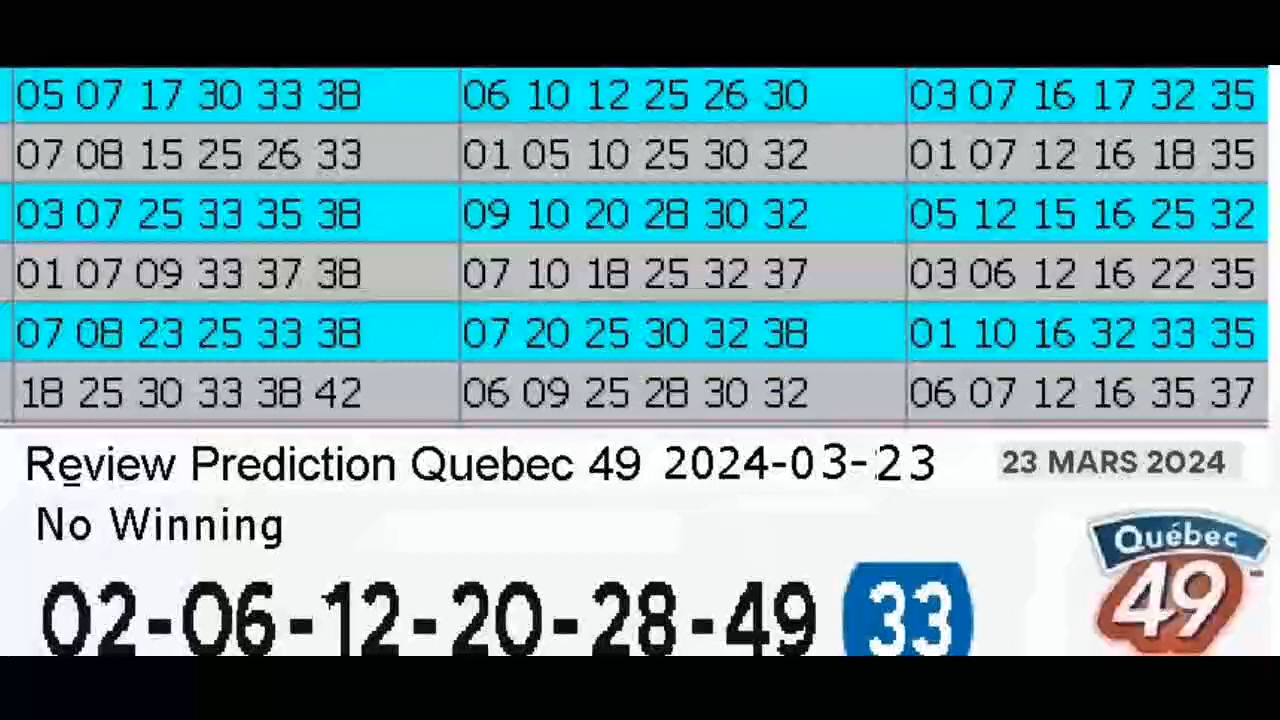 05 07 17 30 33 38 06 10 12 25 26 30 03 07 16 17 32 35
07 08 15 25 26 33 01 05 10 25 30 32 01 07 12 16 18 35
03 07 25 33 35 38 09 10 20 28 30 32 05 12 15 16 25 32
01 07 09 33 37 38 07 10 18 25 32 37 03 06 12 16 22 35
07 08 23 25 33 38 07 20 25 30 32 38 01 10 16 32 33 35
18 25 30 33 38 42 06 09 25 28 30 32 06 07 12 16 35 37
Review Prediction Quebec 49 2024-03-23 23 MARS 2024
No Winning
Québec
49
02-06-12-20-28-49 33